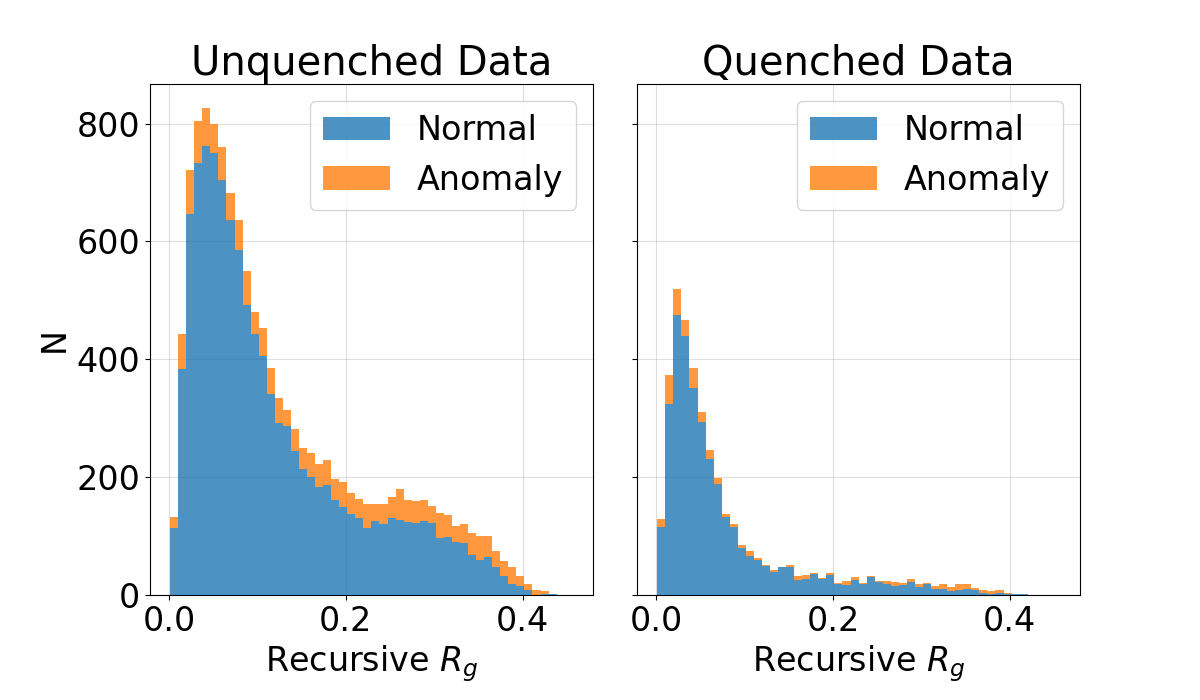 Unquenched Data
Quenched Data
Normal
Anomaly
Normal
Anomaly
N
800
600
400
200
0
0.0 0.2 0.4
0.0 0.2 0.4
Recursive $R_g$
Recursive $R_g$